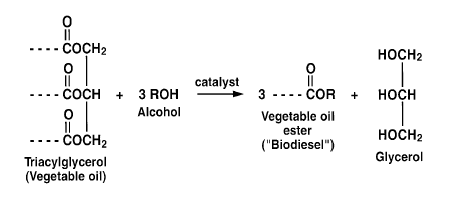 O
COCH2
O
COCH + 3 ROH catalyst 3 COR + HOCH2
Alcohol
O
COCH2
Triacylglycerol
(Vegetable oil)
O
Vegetable oil
ester
("Biodiesel")
HOCH
HOCH2
Glycerol